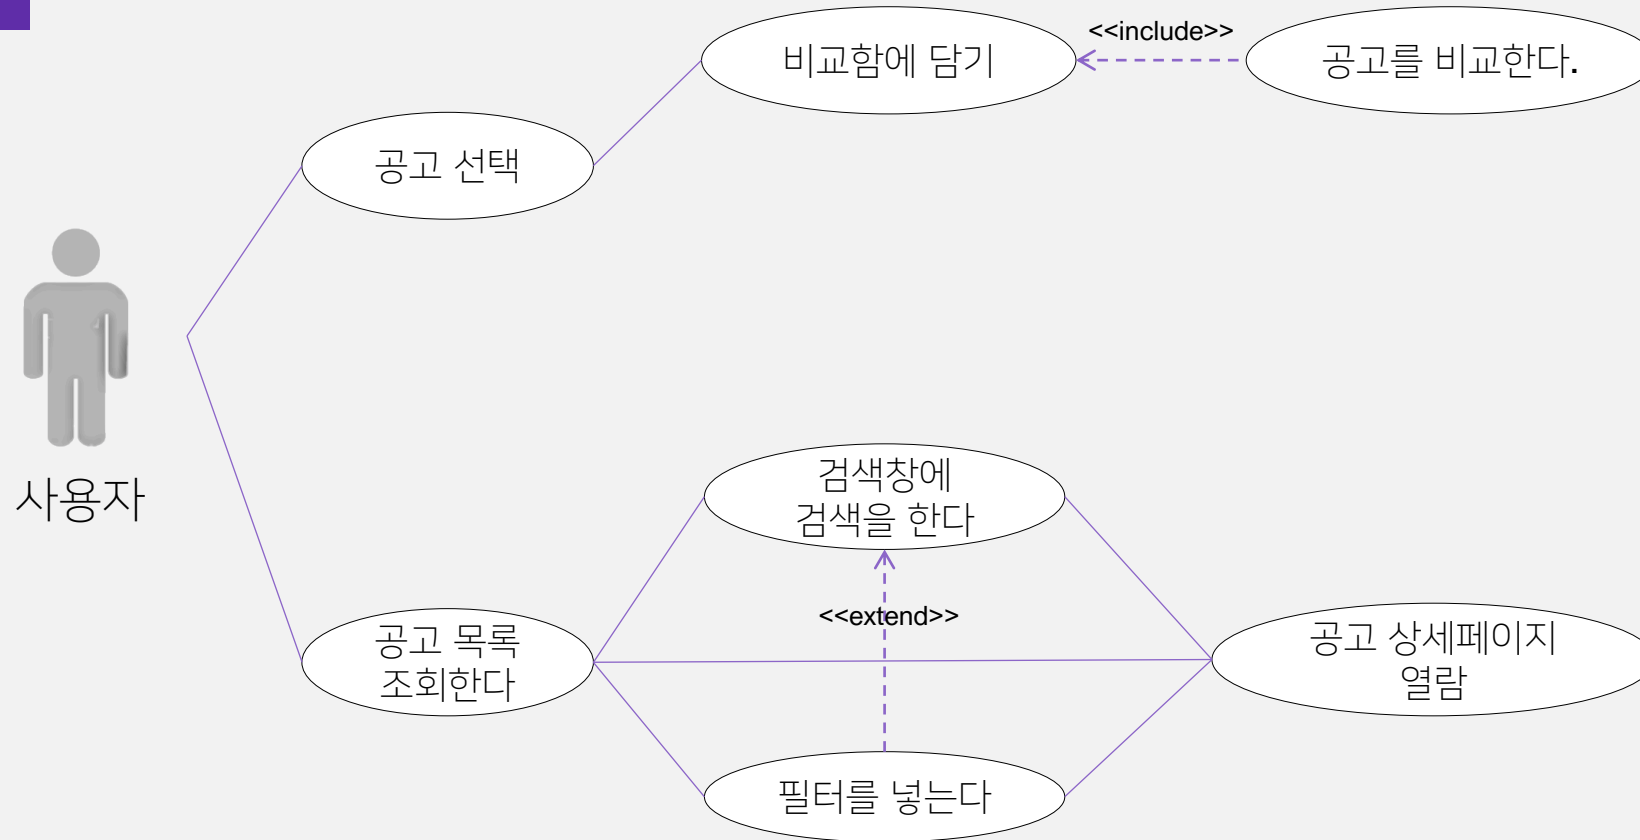 비교함에 담기
<<include>>
공고를 비교한다.
공고 선택
사용자
검색창에
검색을 한다
<<extend>>
공고 목록
조회한다
공고 상세페이지
열람
필터를 넣는다